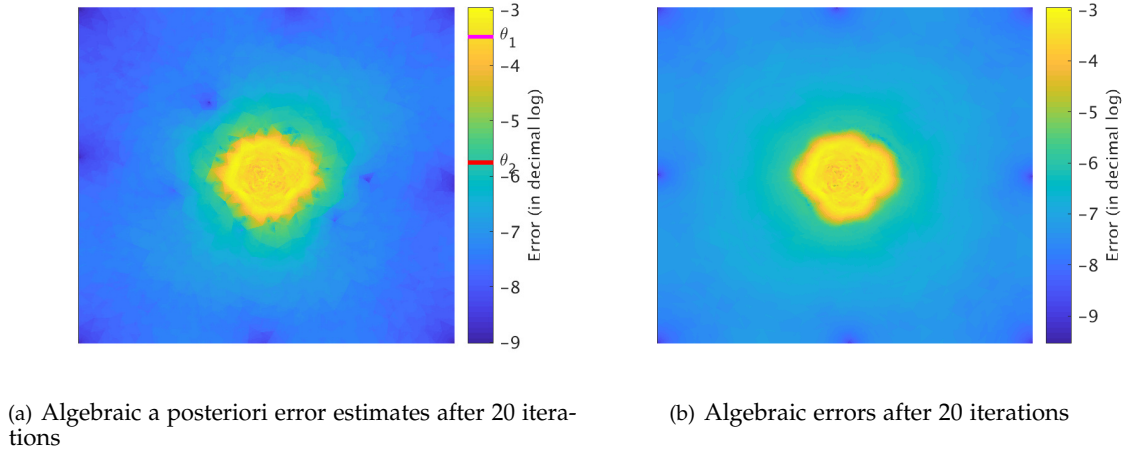 −3
θ1
−4
−5
θ2
−6
−7
−8
−9
Error (in decimal log)
−3
−4
−5
−6
−7
−8
−9
Error (in decimal log)
(a) Algebraic a posteriori error estimates after 20 itera-
tions
(b) Algebraic errors after 20 iterations